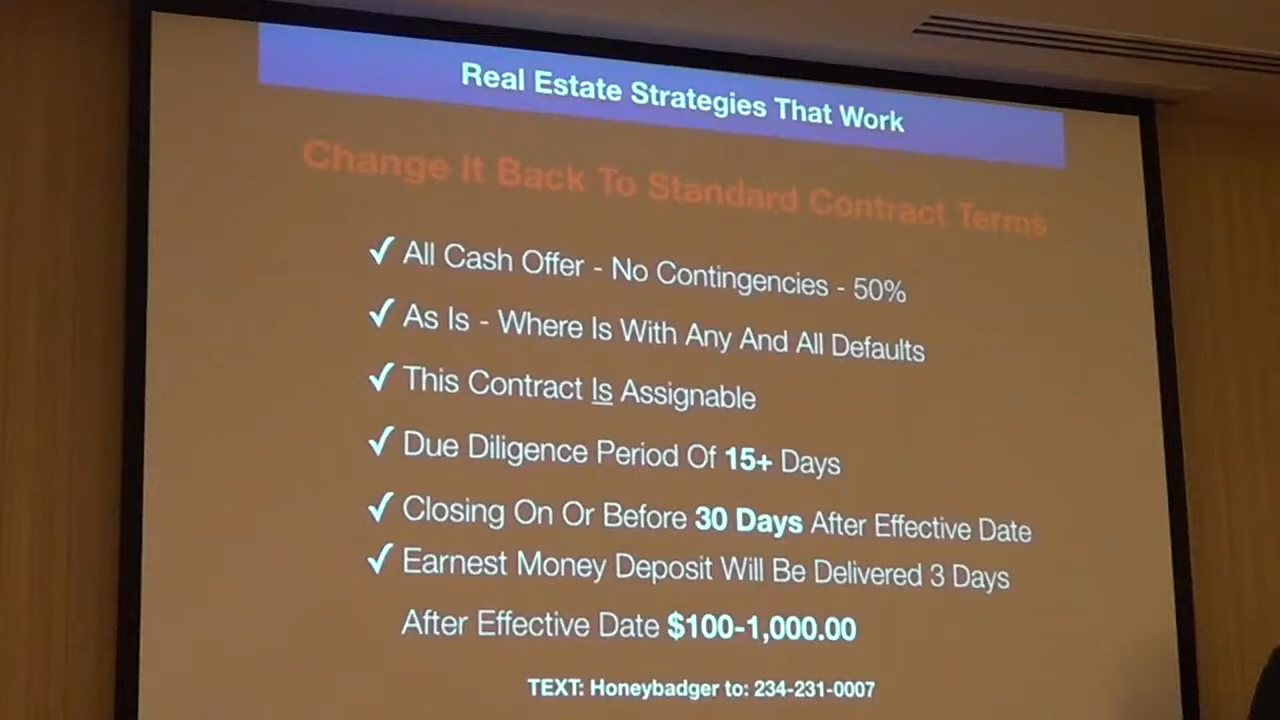 Real Estate Strategies That Work
Change It Back To Standard Contract Terms
✓ All Cash Offer - No Contingencies - 50%
✓ As Is - Where Is With Any And All Defaults
✓ This Contract Is Assignable
✓ Due Diligence Period Of 15+ Days
✓ Closing On Or Before 30 Days After Effective Date
✓ Earnest Money Deposit Will Be Delivered 3 Days
After Effective Date $100-1,000.00
TEXT: Honeybadger to: 234-231-0007